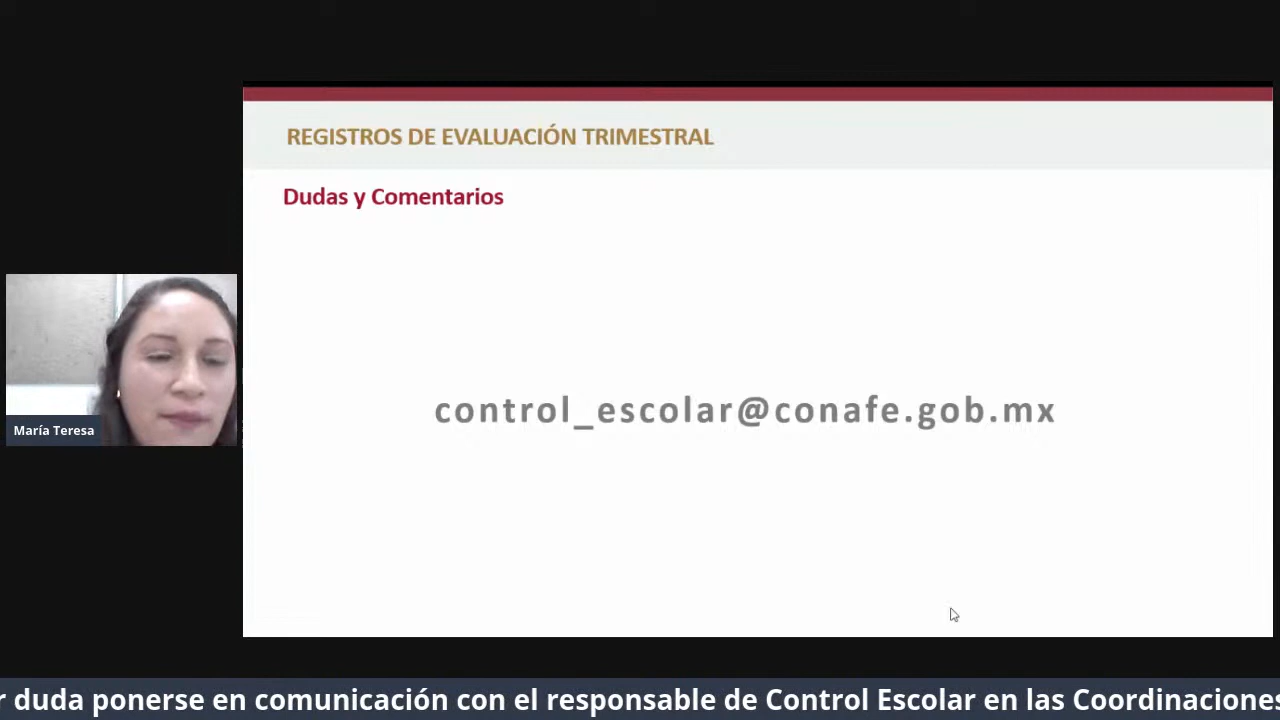 REGISTROS DE EVALUACIÓN TRIMESTRAL
Dudas y Comentarios
control_escolar@conafe.gob.mx
María Teresa
duda ponerse en comunicación con el responsable de Control Escolar en las Coordinaciones